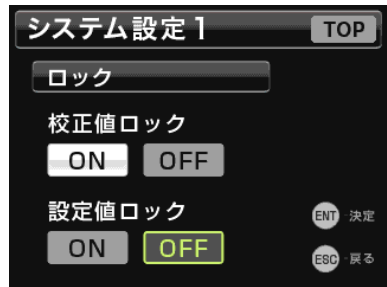 システム設定1 TOP
ロック
校正値ロック
ON OFF
設定値ロック
ENT -決定
ON OFF
ESC -戻る